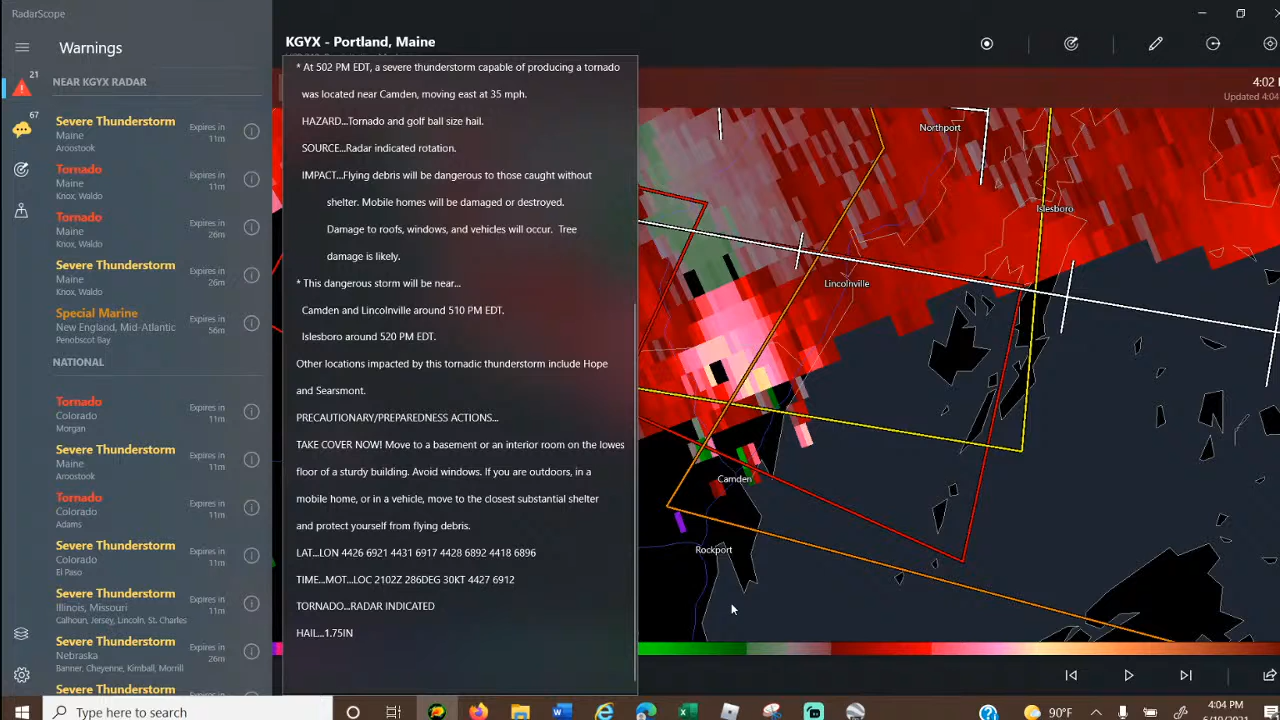 RadarScope
Warnings
21
67
NEAR KGYX RADAR
Severe Thunderstorm
Maine
Aroostook
Expires in
11m
Tornado
Maine
Knox, Waldo
Expires in
11m
Tornado
Maine
Knox, Waldo
Expires in
26m
Severe Thunderstorm
Maine
Knox, Waldo
Expires in
26m
Special Marine
New England, Mid-Atlantic
Penobscot Bay
Expires in
56m
NATIONAL
Tornado
Colorado
Morgan
Expires in
11m
Severe Thunderstorm
Maine
Aroostook
Expires in
11m
Tornado
Colorado
Adams
Expires in
11m
Severe Thunderstorm
Colorado
El Paso
Expires in
11m
Severe Thunderstorm
Illinois, Missouri
Calhoun, Jersey, Lincoln, St. Charles
Expires in
11m
Severe Thunderstorm
Nebraska
Banner, Cheyenne, Kimball, Morrill
Expires in
26m
Severe Thunderstorm
KGYX - Portland, Maine
* At 502 PM EDT, a severe thunderstorm capable of producing a tornado
was located near Camden, moving east at 35 mph.
HAZARD...Tornado and golf ball size hail.
SOURCE...Radar indicated rotation.
IMPACT...Flying debris will be dangerous to those caught without
shelter. Mobile homes will be damaged or destroyed.
Damage to roofs, windows, and vehicles will occur. Tree
damage is likely.
* This dangerous storm will be near...
Camden and Lincolnville around 510 PM EDT.
Islesboro around 520 PM EDT.
Other locations impacted by this tornadic thunderstorm include Hope
and Searsmont.
PRECAUTIONARY/PREPAREDNESS ACTIONS...
TAKE COVER NOW! Move to a basement or an interior room on the lowes
floor of a sturdy building. Avoid windows. If you are outdoors, in a
mobile home, or in a vehicle, move to the closest substantial shelter
and protect yourself from flying debris.
LAT...LON 4426 6921 4431 6917 4428 6892 4418 6896
TIME...MOT...LOC 2102Z 286DEG 30KT 4427 6912
TORNADO...RADAR INDICATED
HAIL...1.75IN
4:02
Updated 4:04
Northport
Islesboro
Lincolnville
Camden
Rockport
Type here to search
90°F
4:04 PM